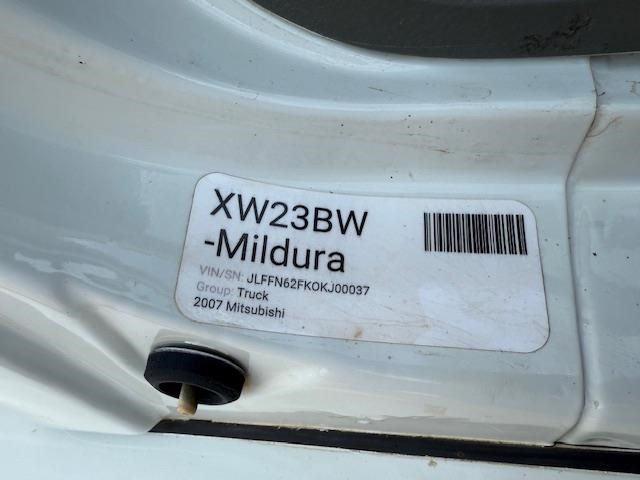 XW23BW
-Mildura
VIN/SN: JLFFN62FKOKJ00037
Group: Truck
2007 Mitsubishi